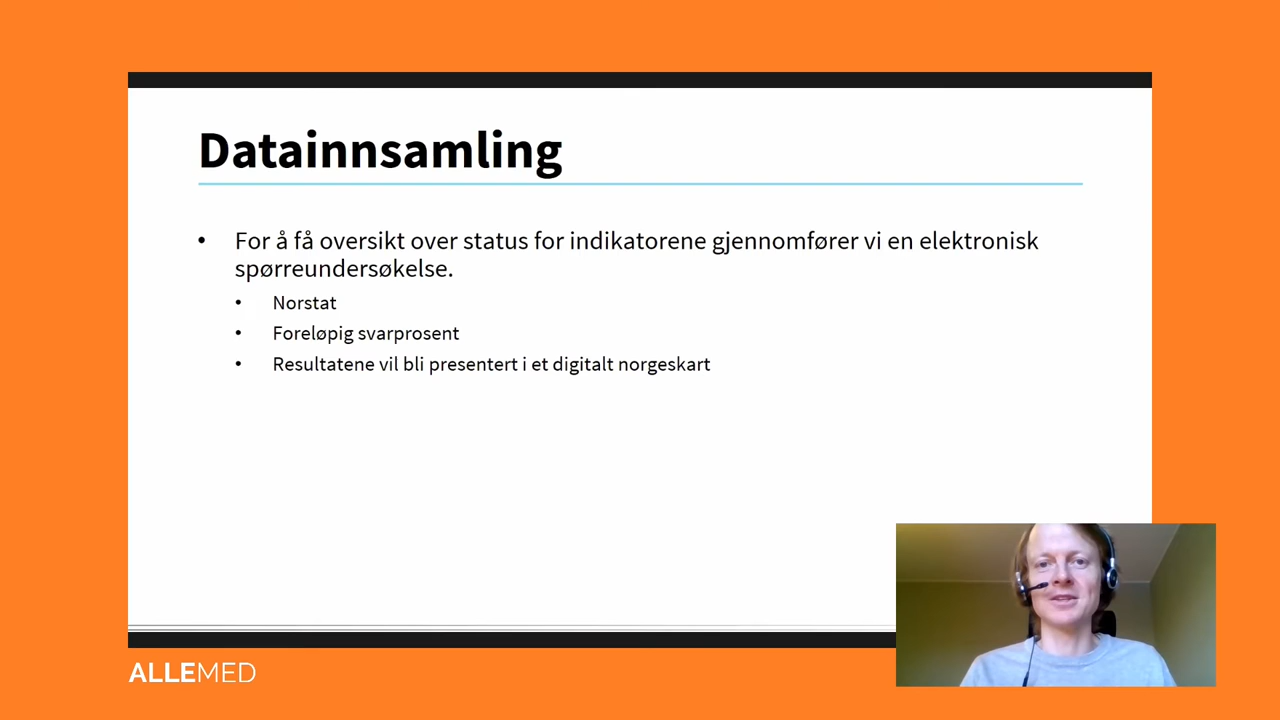 Datainnsamling
• For å få oversikt over status for indikatorene gjennomfører vi en elektronisk
spørreundersøkelse.
• Norstat
• Foreløpig svarprosent
• Resultatene vil bli presentert i et digitalt norgeskart
ALLEMED